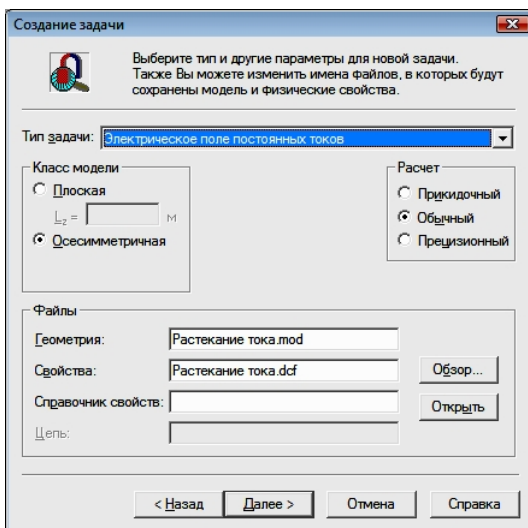 Создание задачи
Выберите тип и другие параметры для новой задачи.
Также Вы можете изменить имена файлов, в которых будут
сохранены модель и физические свойства.
Тип задачи: Электрическое поле постоянных токов
Класс модели
Плоская
Lz = м
Осесимметричная
Расчет
Прикидочный
Обычный
Прецизионный
Файлы
Геометрия: Растекание тока.mod
Свойства: Растекание тока.dcf
Обзор...
Справочник свойств:
Открыть
Цепь:
< Назад Далее > Отмена Справка